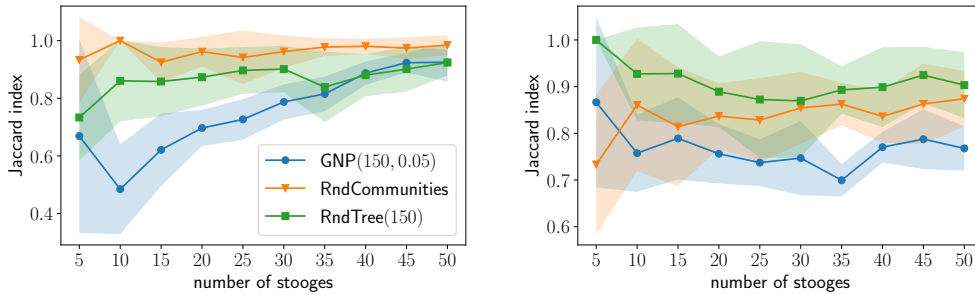 Jaccard index
1.0
0.8
0.6
0.4
5 10 15 20 25 30 35 40 45 50
number of stooges
GNP(150, 0.05)
RndCommunities
RndTree(150)
Jaccard index
1.0
0.9
0.8
0.7
0.6
5 10 15 20 25 30 35 40 45 50
number of stooges